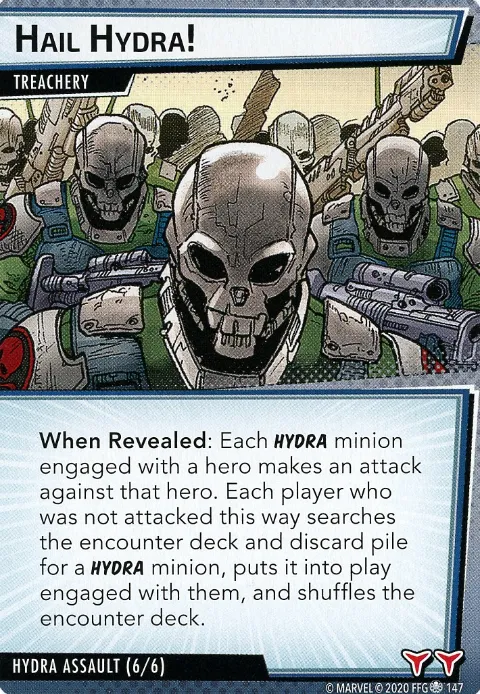 HAIL HYDRA!
TREACHERY
When Revealed: Each HYDRA minion
engaged with a hero makes an attack
against that hero. Each player who
was not attacked this way searches
the encounter deck and discard pile
for a HYDRA minion, puts it into play
engaged with them, and shuffles the
encounter deck.
HYDRA ASSAULT (6/6)
© MARVEL © 2020 FFG 147